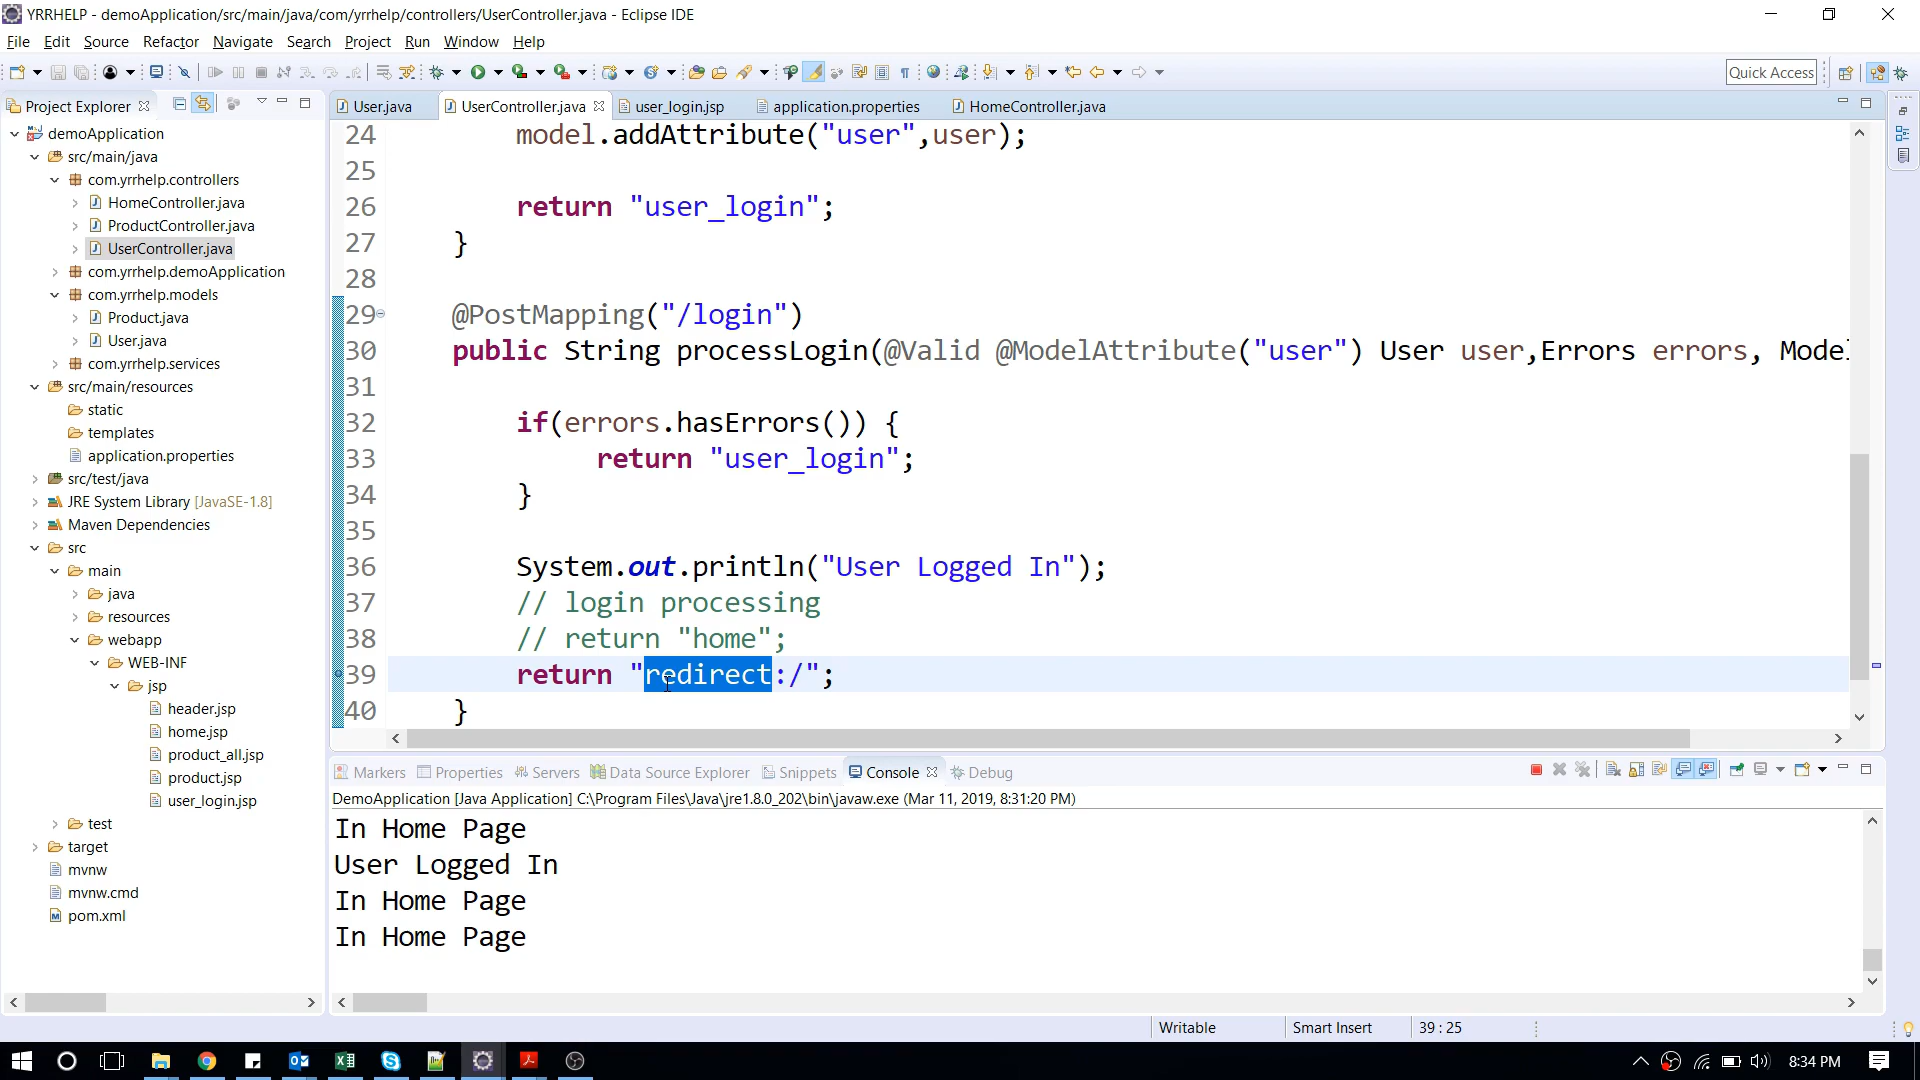 YRRHELP - demoApplication/src/main/java/com/yrrhelp/controllers/UserController.java - Eclipse IDE
File Edit Source Refactor Navigate Search Project Run Window Help
Quick Access
Project Explorer
demoApplication
src/main/java
com.yrrhelp.controllers
HomeController.java
ProductController.java
UserController.java
com.yrrhelp.demoApplication
com.yrrhelp.models
Product.java
User.java
com.yrrhelp.services
src/main/resources
static
templates
application.properties
src/test/java
JRE System Library [JavaSE-1.8]
Maven Dependencies
src
main
java
resources
webapp
WEB-INF
jsp
header.jsp
home.jsp
product_all.jsp
product.jsp
user_login.jsp
test
target
mvnw
mvnw.cmd
pom.xml
User.java UserController.java user_login.jsp application.properties HomeController.java
24 model.addAttribute("user",user);
25
26 return "user_login";
27 }
28
29 @PostMapping("/login")
30 public String processLogin(@Valid @ModelAttribute("user") User user,Errors errors, Model
31
32 if(errors.hasErrors()) {
33 return "user_login";
34 }
35
36 System.out.println("User Logged In");
37 // login processing
38 // return "home";
39 return "redirect:/";
40 }
Markers Properties Servers Data Source Explorer Snippets Console Debug
DemoApplication [Java Application] C:\Program Files\Java\jre1.8.0_202\bin\javaw.exe (Mar 11, 2019, 8:31:20 PM)
In Home Page
User Logged In
In Home Page
In Home Page
Writable Smart Insert 39 : 25
8:34 PM